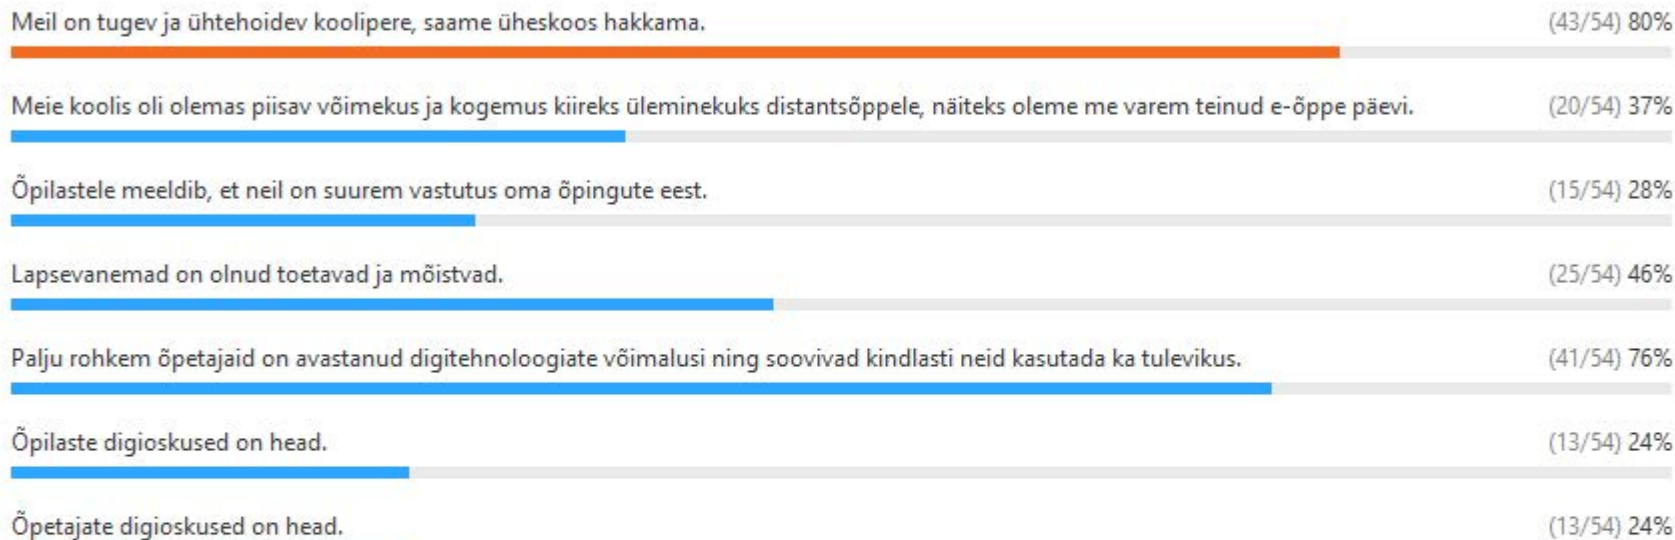 Meil on tugev ja ühtehoidev koolipere, saame üheskoos hakkama. (43/54) 80%
Meie koolis oli olemas piisav võimekus ja kogemus kiireks üleminekuks distantsõppele, näiteks oleme me varem teinud e-õppe päevi. (20/54) 37%
Õpilastele meeldib, et neil on suurem vastutus oma õpingute eest. (15/54) 28%
Lapsevanemad on olnud toetavad ja mõistvad. (25/54) 46%
Palju rohkem õpetajaid on avastanud digitehnoloogiate võimalusi ning soovivad kindlasti neid kasutada ka tulevikus. (41/54) 76%
Õpilaste digioskused on head. (13/54) 24%
Õpetajate digioskused on head. (13/54) 24%